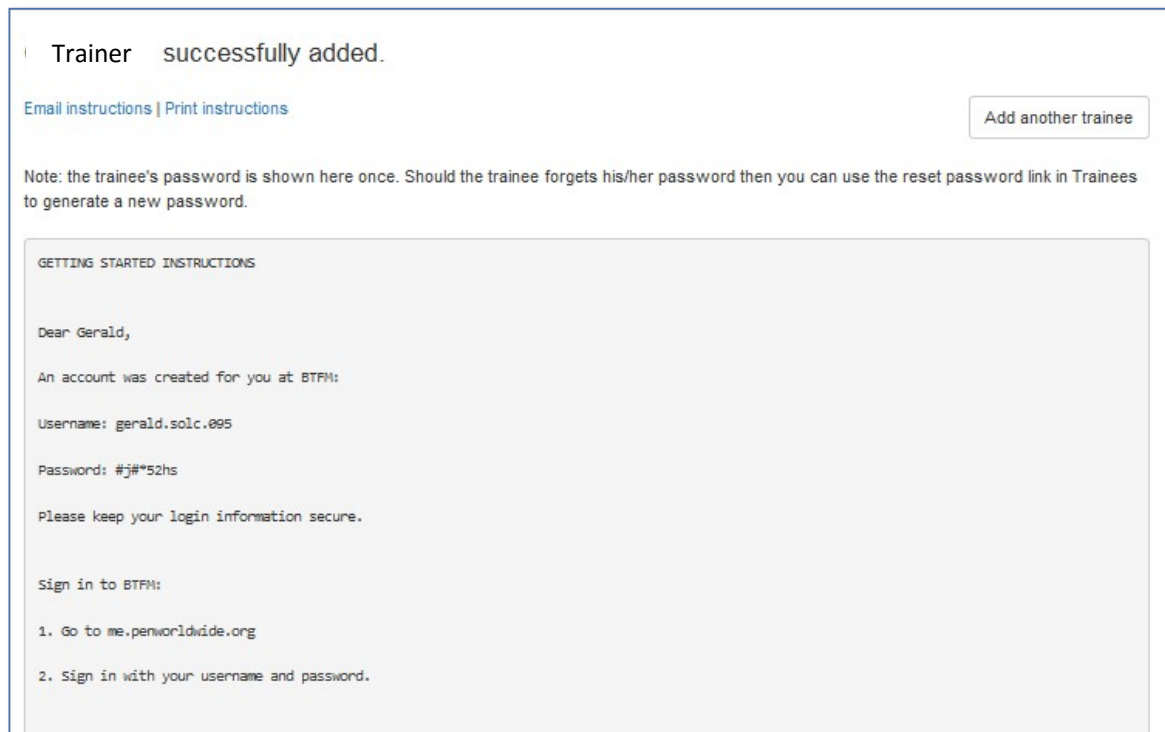 Trainer successfully added.
Email instructions | Print instructions
Add another trainee
Note: the trainee's password is shown here once. Should the trainee forgets his/her password then you can use the reset password link in Trainees
to generate a new password.
GETTING STARTED INSTRUCTIONS
Dear Gerald,
An account was created for you at BTFM:
Username: gerald.solc.095
Password: #j#*52hs
Please keep your login information secure.
Sign in to BTFM:
1. Go to me.penworldwide.org
2. Sign in with your username and password.